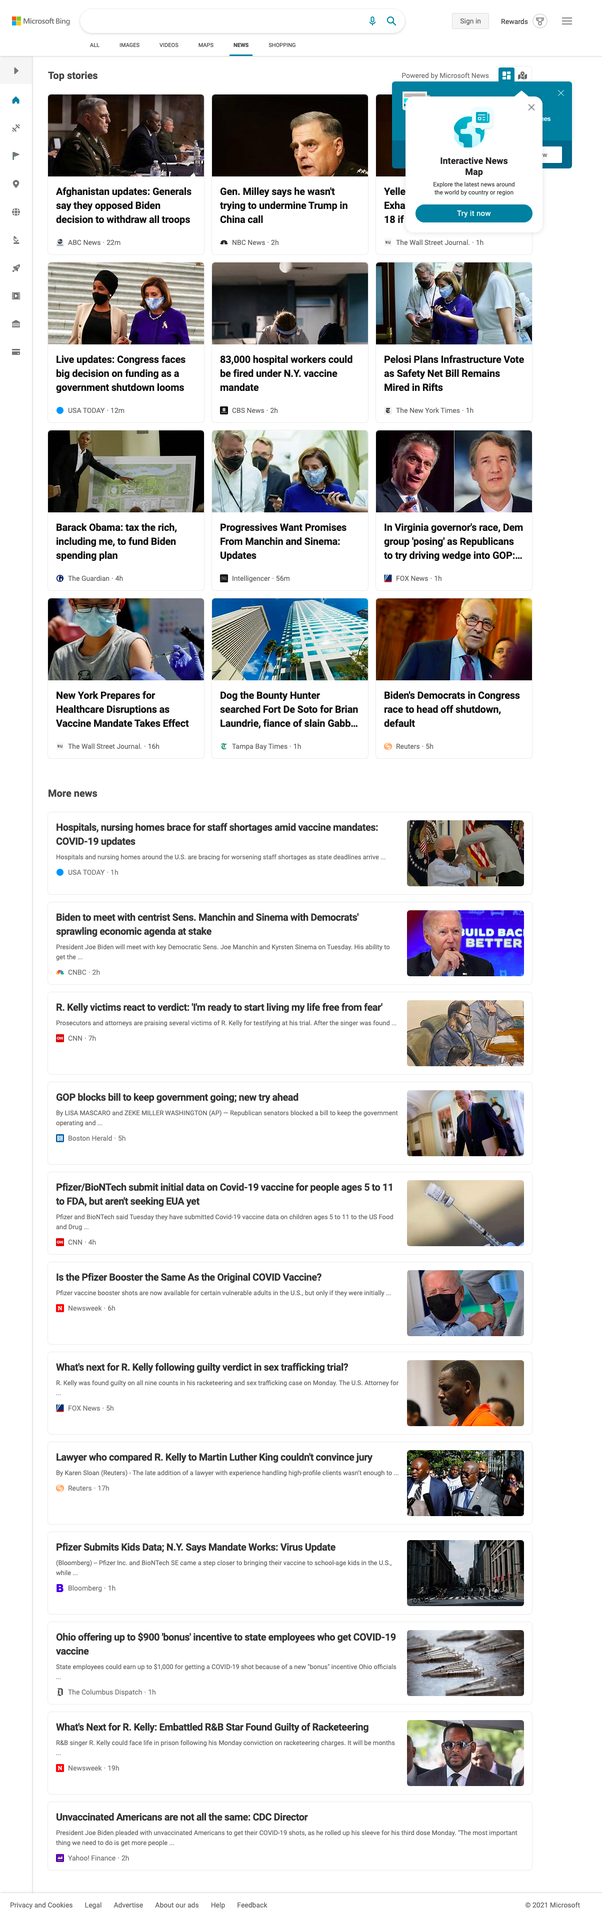 Microsoft Bing
Sign in
Rewards
ALL
IMAGES
VIDEOS
MAPS
NEWS
SHOPPING
Top stories
Powered by Microsoft News
Interactive News
Map
Explore the latest news around
the world by country or region
Try it now
Afghanistan updates: Generals
say they opposed Biden
decision to withdraw all troops
ABC News · 22m
Gen. Milley says he wasn't
trying to undermine Trump in
China call
NBC News · 2h
Yelle
Exha
18 if
The Wall Street Journal. · 1h
Live updates: Congress faces
big decision on funding as a
government shutdown looms
USA TODAY · 12m
83,000 hospital workers could
be fired under N.Y. vaccine
mandate
CBS News · 2h
Pelosi Plans Infrastructure Vote
as Safety Net Bill Remains
Mired in Rifts
The New York Times · 1h
Barack Obama: tax the rich,
including me, to fund Biden
spending plan
The Guardian · 4h
Progressives Want Promises
From Manchin and Sinema:
Updates
Intelligencer · 56m
In Virginia governor's race, Dem
group 'posing' as Republicans
to try driving wedge into GOP:...
FOX News · 1h
New York Prepares for
Healthcare Disruptions as
Vaccine Mandate Takes Effect
The Wall Street Journal. · 16h
Dog the Bounty Hunter
searched Fort De Soto for Brian
Laundrie, fiance of slain Gabb...
Tampa Bay Times · 1h
Biden's Democrats in Congress
race to head off shutdown,
default
Reuters · 5h
More news
Hospitals, nursing homes brace for staff shortages amid vaccine mandates:
COVID-19 updates
Hospitals and nursing homes around the U.S. are bracing for worsening staff shortages as state deadlines arrive ...
USA TODAY · 1h
Biden to meet with centrist Sens. Manchin and Sinema with Democrats'
sprawling economic agenda at stake
President Joe Biden will meet with key Democratic Sens. Joe Manchin and Kyrsten Sinema on Tuesday. His ability to
get the ...
CNBC · 2h
BUILD BACK
BETTER
R. Kelly victims react to verdict: 'I'm ready to start living my life free from fear'
Prosecutors and attorneys are praising several victims of R. Kelly for testifying at his trial. After the singer was found ...
CNN · 7h
GOP blocks bill to keep government going; new try ahead
By LISA MASCARO and ZEKE MILLER WASHINGTON (AP) — Republican senators blocked a bill to keep the government
operating and ...
Boston Herald · 5h
Pfizer/BioNTech submit initial data on Covid-19 vaccine for people ages 5 to 11
to FDA, but aren't seeking EUA yet
Pfizer and BioNTech said Tuesday they have submitted Covid-19 vaccine data on children ages 5 to 11 to the US Food
and Drug ...
CNN · 4h
Is the Pfizer Booster the Same As the Original COVID Vaccine?
Pfizer vaccine booster shots are now available for certain vulnerable adults in the U.S., but only if they were initially ...
Newsweek · 6h
What's next for R. Kelly following guilty verdict in sex trafficking trial?
R. Kelly was found guilty on all nine counts in his racketeering and sex trafficking case on Monday. The U.S. Attorney for
...
FOX News · 5h
Lawyer who compared R. Kelly to Martin Luther King couldn't convince jury
By Karen Sloan (Reuters) - The late addition of a lawyer with experience handling high-profile clients wasn't enough to ...
Reuters · 17h
Pfizer Submits Kids Data; N.Y. Says Mandate Works: Virus Update
(Bloomberg) -- Pfizer Inc. and BioNTech SE came a step closer to bringing their vaccine to school-age kids in the U.S.,
while ...
Bloomberg · 1h
Ohio offering up to $900 'bonus' incentive to state employees who get COVID-19
vaccine
State employees could earn up to $1,000 for getting a COVID-19 shot because of a new "bonus" incentive Ohio officials
...
The Columbus Dispatch · 1h
What's Next for R. Kelly: Embattled R&B Star Found Guilty of Racketeering
R&B singer R. Kelly could face life in prison following his Monday conviction on racketeering charges. It will be months
...
Newsweek · 19h
Unvaccinated Americans are not all the same: CDC Director
President Joe Biden pleaded with unvaccinated Americans to get their COVID-19 shots, as he rolled up his sleeve for his third dose Monday. "The most important
thing we need to do is get more people ...
Yahoo! Finance · 2h
Privacy and Cookies
Legal
Advertise
About our ads
Help
Feedback
© 2021 Microsoft